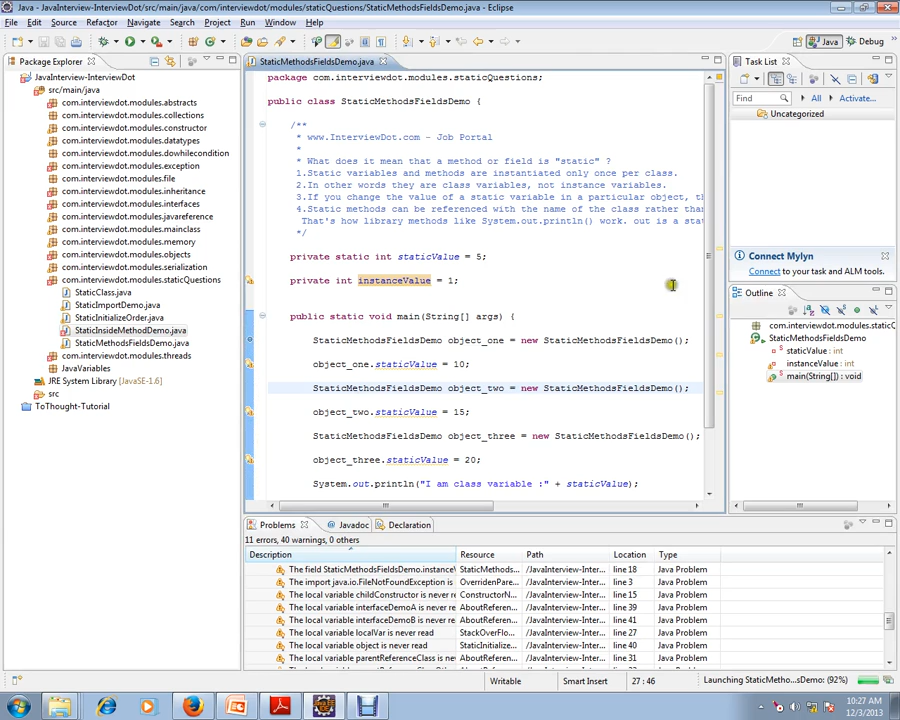 Java - JavaInterview-InterviewDot/src/main/java/com/interviewdot/modules/staticQuestions/StaticMethodsFieldsDemo.java - Eclipse
File Edit Source Refactor Navigate Search Project Run Window Help
Java Debug
Package Explorer
JavaInterview-InterviewDot
src/main/java
com.interviewdot.modules.abstracts
com.interviewdot.modules.collections
com.interviewdot.modules.constructor
com.interviewdot.modules.datatypes
com.interviewdot.modules.dowhilecondition
com.interviewdot.modules.exception
com.interviewdot.modules.file
com.interviewdot.modules.inheritance
com.interviewdot.modules.interfaces
com.interviewdot.modules.javareference
com.interviewdot.modules.mainmethod
com.interviewdot.modules.memory
com.interviewdot.modules.objects
com.interviewdot.modules.serialization
com.interviewdot.modules.staticQuestions
StaticClass.java
StaticImportDemo.java
StaticInitializeOrder.java
StaticInsideMethodDemo.java
StaticMethodsFieldsDemo.java
com.interviewdot.modules.threads
JavaVariables
JRE System Library [JavaSE-1.6]
src
ToThought-Tutorial
StaticMethodsFieldsDemo.java
package com.interviewdot.modules.staticQuestions;
public class StaticMethodsFieldsDemo {
/**
* www.InterviewDot.com - Job Portal
*
* What does it mean that a method or field is "static" ?
1.Static variables and methods are instantiated only once per class.
* 2.In other words they are class variables, not instance variables.
* 3.If you change the value of a static variable in a particular object, th
* 4.Static methods can be referenced with the name of the class rather than
That's how library methods like System.out.println() work. out is a stat
*/
private static int staticValue = 5;
private int instanceValue = 1;
public static void main(String[] args) {
StaticMethodsFieldsDemo object_one = new StaticMethodsFieldsDemo();
object_one.staticValue = 10;
StaticMethodsFieldsDemo object_two = new StaticMethodsFieldsDemo();
object_two.staticValue = 15;
StaticMethodsFieldsDemo object_three = new StaticMethodsFieldsDemo();
object_three.staticValue = 20;
System.out.println("I am class variable :" + staticValue);
Task List
Find All Activate...
Uncategorized
Connect Mylyn
Connect to your task and ALM tools.
Outline
com.interviewdot.modules.staticQ
StaticMethodsFieldsDemo
staticValue : int
instanceValue : int
main(String[]) : void
Problems Javadoc Declaration
11 errors, 40 warnings, 0 others
Description Resource Path Location Type
The field StaticMethodsFieldsDemo.instanceV StaticMethods... /JavaInterview-Inter... line 18 Java Problem
The import java.io.FileNotFoundException is OverridenPare... /JavaInterview-Inter... line 3 Java Problem
The local variable childConstructor is never re ConstructorN... /JavaInterview-Inter... line 15 Java Problem
The local variable interfaceDemoA is never re AboutReferen... /JavaInterview-Inter... line 39 Java Problem
The local variable interfaceDemoB is never re AboutReferen... /JavaInterview-Inter... line 41 Java Problem
The local variable localVar is never read StackOverFlo... /JavaInterview-Inter... line 27 Java Problem
The local variable object is never read StaticInitialize... /JavaInterview-Inter... line 23 Java Problem
The local variable parentReferenceClass is nev AboutReferen... /JavaInterview-Inter... line 31 Java Problem
Writable Smart Insert 27 : 46 Launching StaticMetho...sDemo: (92%)
10:27 AM
12/3/2013